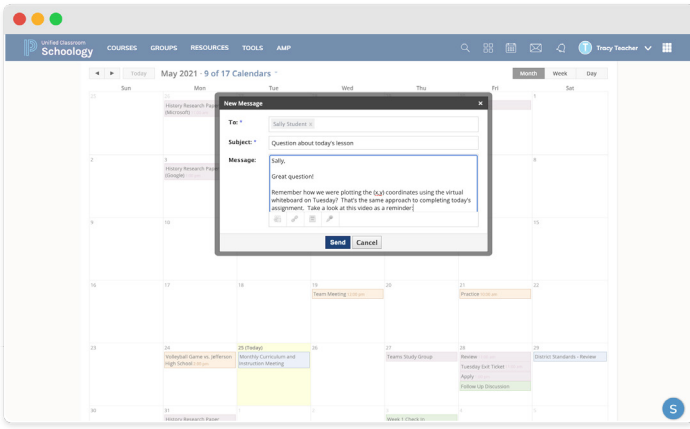 Unified Classroom
Schoology
COURSES GROUPS RESOURCES TOOLS AMP
Tracy Teacher
Today May 2021 · 9 of 17 Calendars
Month Week Day
Sun Mon Tue Wed Thu Fri Sat
History Research Paper
(Microsoft)
New Message ×
To: * Sally Student ×
Subject: * Question about today's lesson
Message: Sally,
Great question!
Remember how we were plotting the (x,y) coordinates using the virtual
whiteboard on Tuesday? That's the same approach to completing today's
assignment. Take a look at this video as a reminder:
Send Cancel
2 3 8
History Research Paper
(Google)
9 10 15
16 17 18 19 20 21 22
Team Meeting
Practice
23 24 25 (Today) 26 27 28 29
Volleyball Game vs. Jefferson
High School
Monthly Curriculum and
Instruction Meeting
Teams Study Group
Review
Tuesday Exit Ticket
Apply
Follow Up Discussion
District Standards - Review
30 31
History Research Paper
Week 1 Check In
S